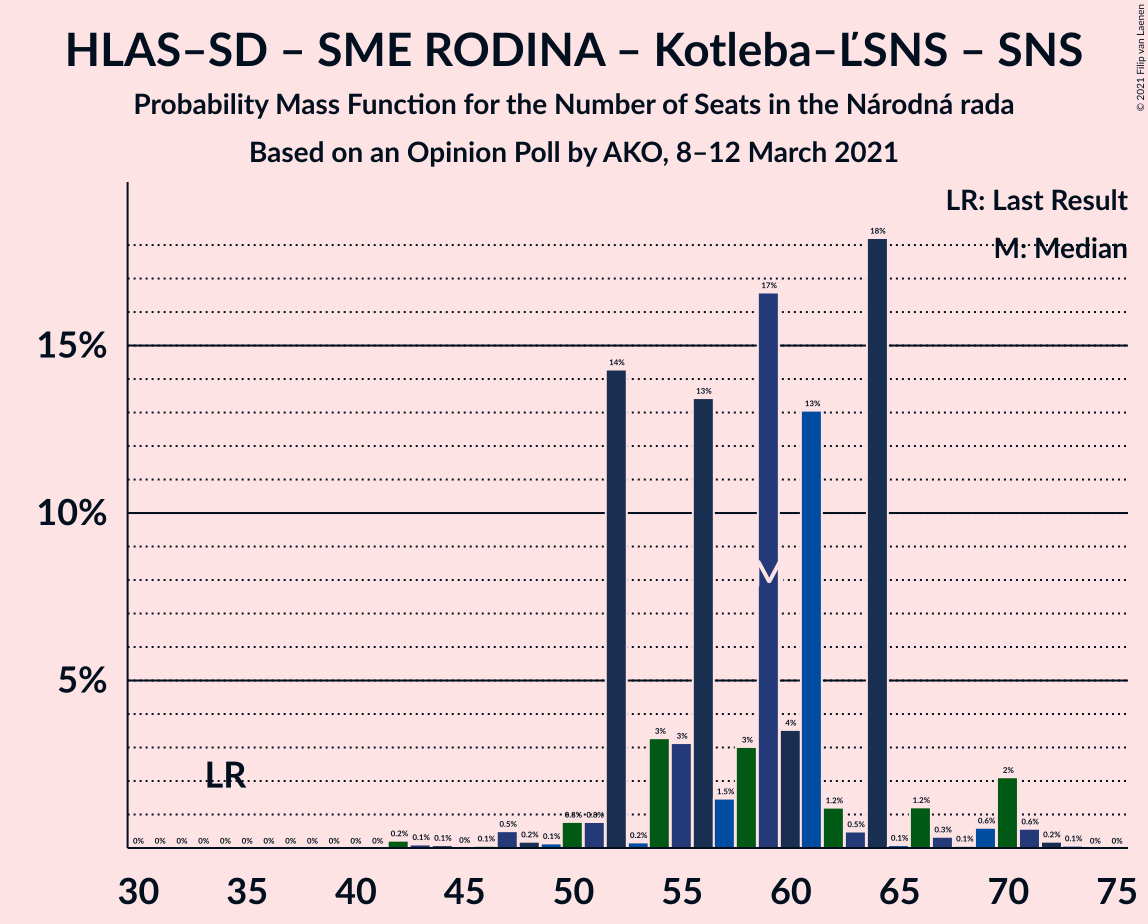 HLAS–SD – SME RODINA – Kotleba–ĽSNS – SNS
Probability Mass Function for the Number of Seats in the Národná rada
Based on an Opinion Poll by AKO, 8–12 March 2021
© 2021 Filip van Laenen
LR: Last Result
M: Median
15%
10%
5%
LR
0% 0% 0% 0% 0% 0% 0% 0% 0% 0% 0% 0% 0.2% 0.1% 0.1% 0% 0.1% 0.5% 0.2% 0.1% 0.8% 0.8% 14% 0.2% 3% 3% 13% 1.5% 3% 17% 4% 13% 1.2% 0.5% 18% 0.1% 1.2% 0.3% 0.1% 0.6% 2% 0.6% 0.2% 0.1% 0% 0%
30 35 40 45 50 55 60 65 70 75